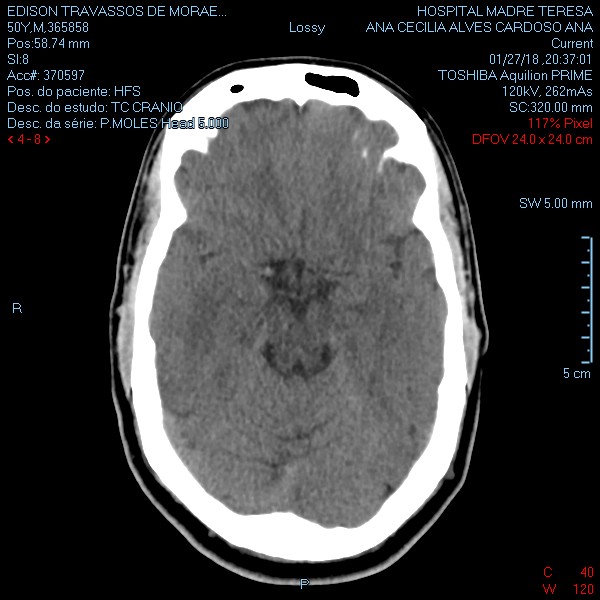 EDISON TRAVASSOS DE MORAE...
50Y,M,365858
Pos:58.74 mm
SI:8
Acc#: 370597
Pos. do paciente: HFS
Desc. do estudo: TC CRANIO
Desc. da série: P.MOLES Head 5.000
< 4 - 8 >
Lossy
HOSPITAL MADRE TERESA
ANA CECILIA ALVES CARDOSO ANA
Current
01/27/18 ,20:37:01
TOSHIBA Aquilion PRIME
120kV, 262mAs
SC:320.00 mm
117% Pixel
DFOV 24.0 x 24.0 cm
SW 5.00 mm
R
5 cm
P
C 40
W 120